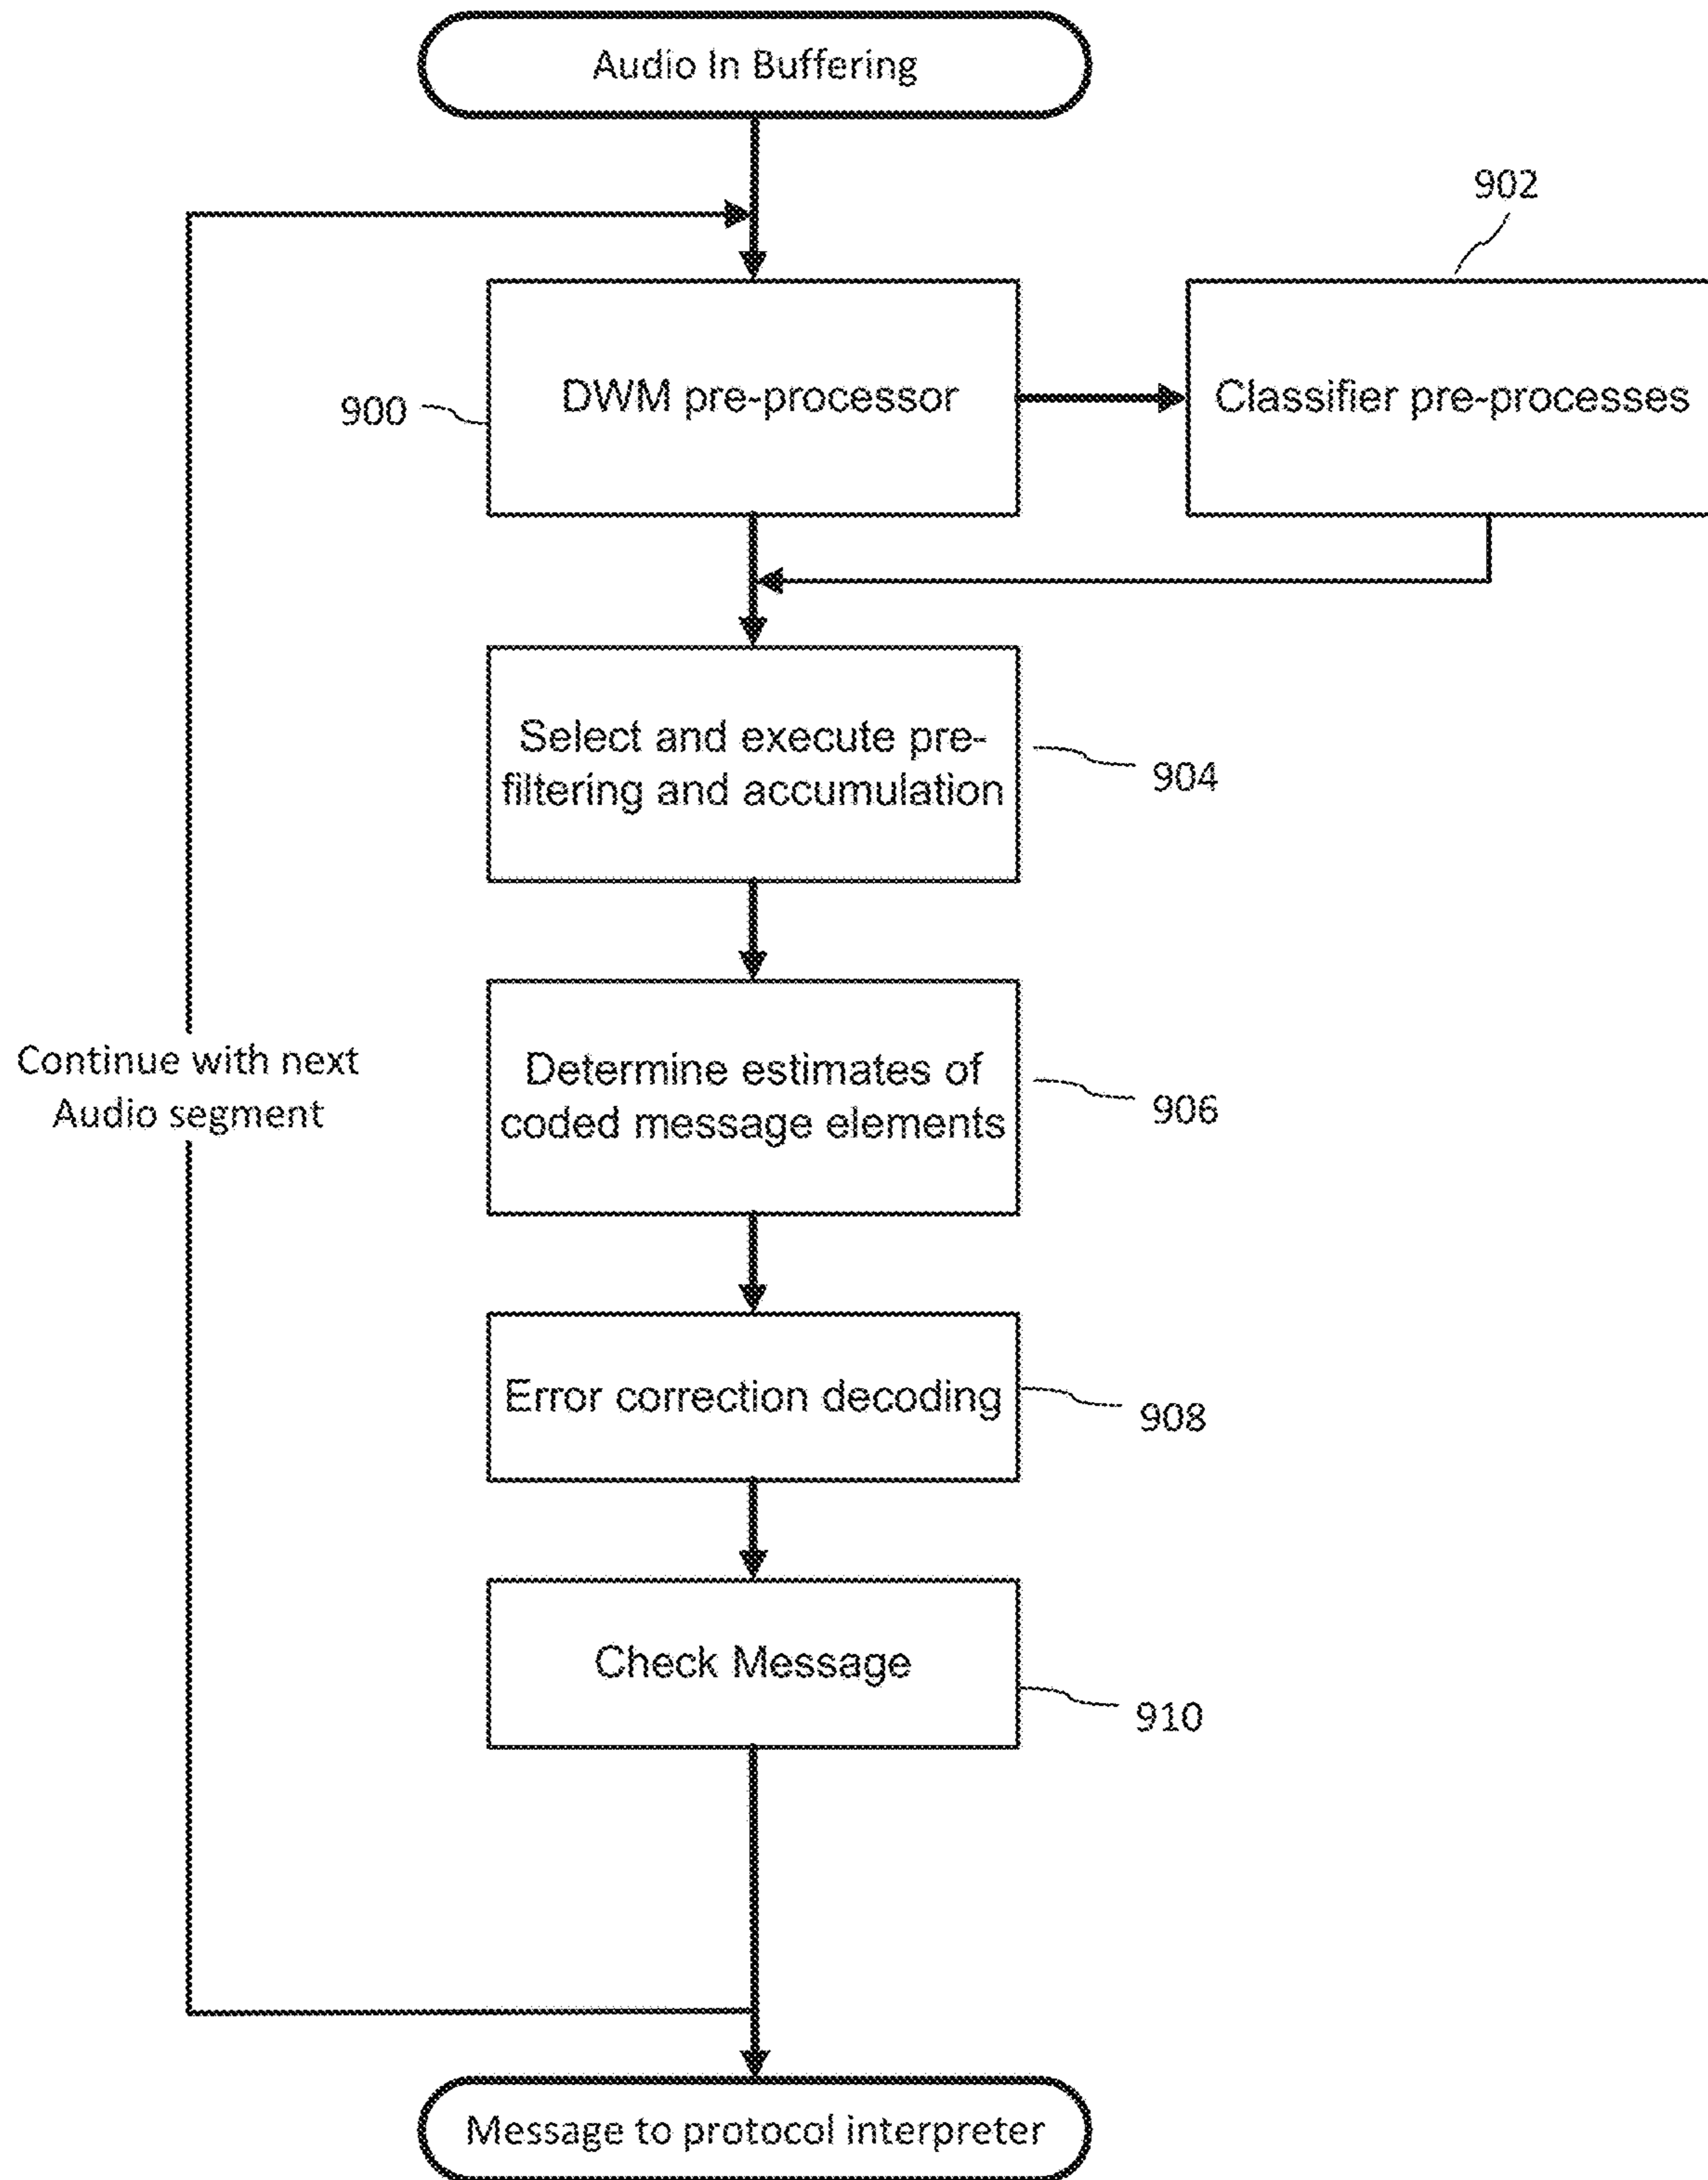 Audio In Buffering
902
DWM pre-processor
Classifier pre-processes
900
Select and execute pre-
filtering and accumulation
904
Continue with next
Audio segment
Determine estimates of
coded message elements
906
Error correction decoding
908
Check Message
910
Message to protocol interpreter